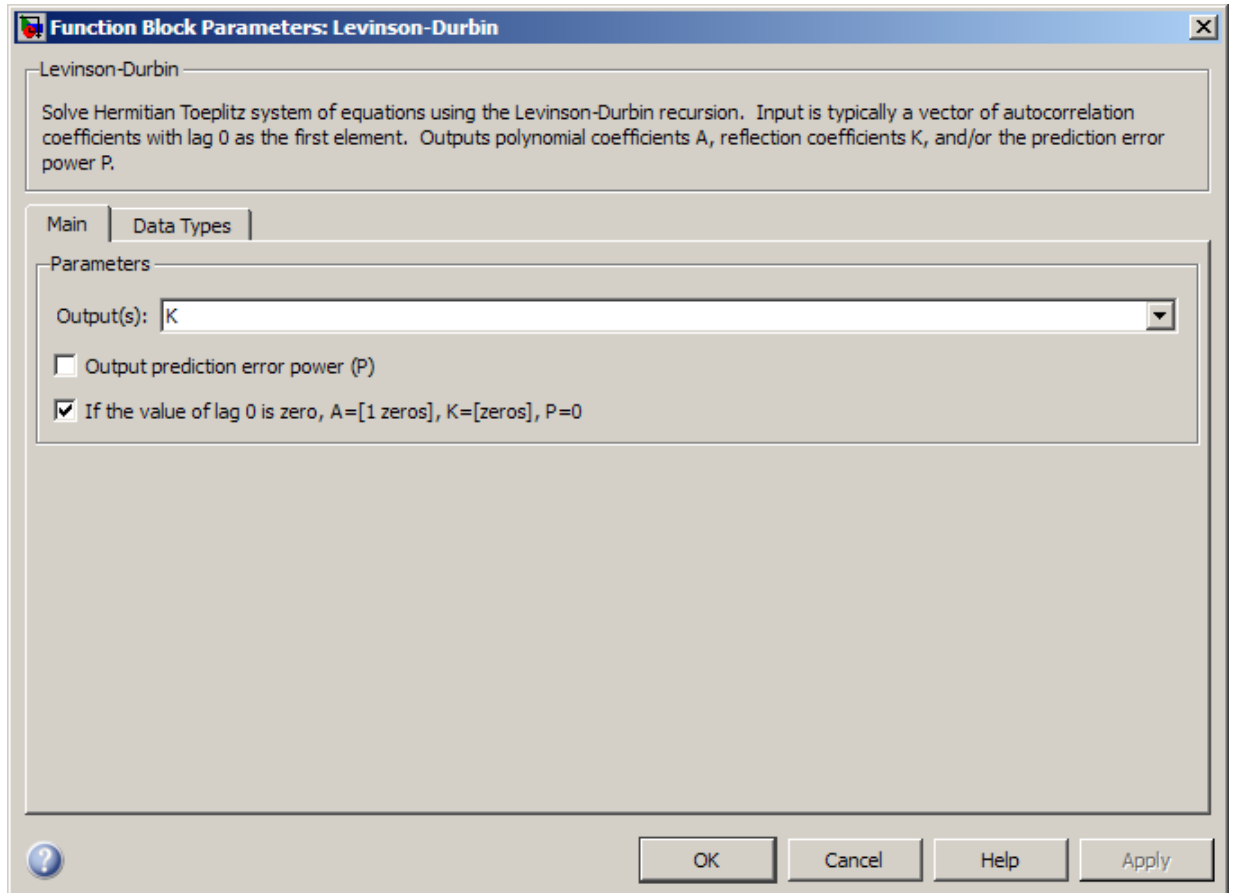 Function Block Parameters: Levinson-Durbin
Levinson-Durbin
Solve Hermitian Toeplitz system of equations using the Levinson-Durbin recursion.  Input is typically a vector of autocorrelation
coefficients with lag 0 as the first element.  Outputs polynomial coefficients A, reflection coefficients K, and/or the prediction error
power P.
Main
Data Types
Parameters
Output(s): K
Output prediction error power (P)
If the value of lag 0 is zero, A=[1 zeros], K=[zeros], P=0
OK
Cancel
Help
Apply